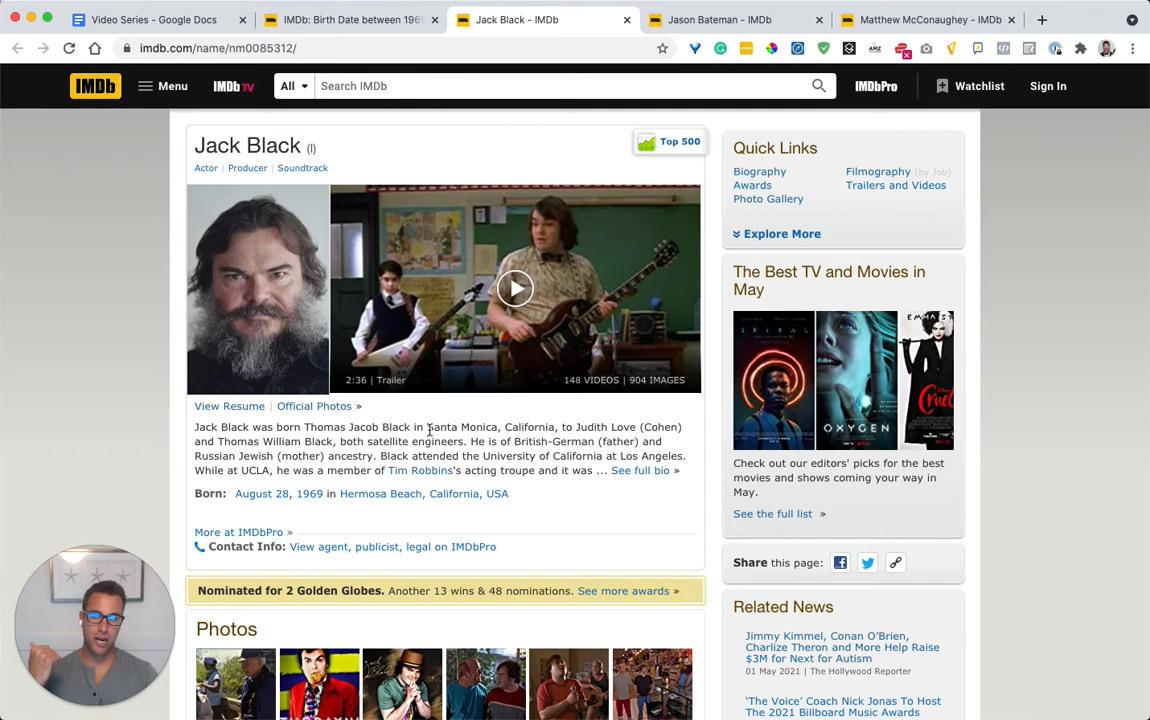 Video Series - Google Docs
IMDb: Birth Date between 1969
Jack Black - IMDb
Jason Bateman - IMDb
Matthew McConaughey - IMDb
imdb.com/name/nm0085312/
IMDb
Menu
IMDb TV
All
Search IMDb
IMDbPro
Watchlist
Sign In
Jack Black (I)
Top 500
Actor | Producer | Soundtrack
2:36 | Trailer
148 VIDEOS | 904 IMAGES
View Resume | Official Photos »
Jack Black was born Thomas Jacob Black in Santa Monica, California, to Judith Love (Cohen)
and Thomas William Black, both satellite engineers. He is of British-German (father) and
Russian Jewish (mother) ancestry. Black attended the University of California at Los Angeles.
While at UCLA, he was a member of Tim Robbins's acting troupe and it was ... See full bio »
Born: August 28, 1969 in Hermosa Beach, California, USA
More at IMDbPro »
Contact Info: View agent, publicist, legal on IMDbPro
Nominated for 2 Golden Globes. Another 13 wins & 48 nominations. See more awards »
Photos
Quick Links
Biography
Filmography (by Job)
Awards
Trailers and Videos
Photo Gallery
Explore More
The Best TV and Movies in
May
SPIRAL
OXYGEN
EMMA ST
Cruel
Check out our editors' picks for the best
movies and shows coming your way in
May.
See the full list »
Share this page:
Related News
Jimmy Kimmel, Conan O'Brien,
Charlize Theron and More Help Raise
$3M for Next for Autism
01 May 2021 | The Hollywood Reporter
'The Voice' Coach Nick Jonas To Host
The 2021 Billboard Music Awards